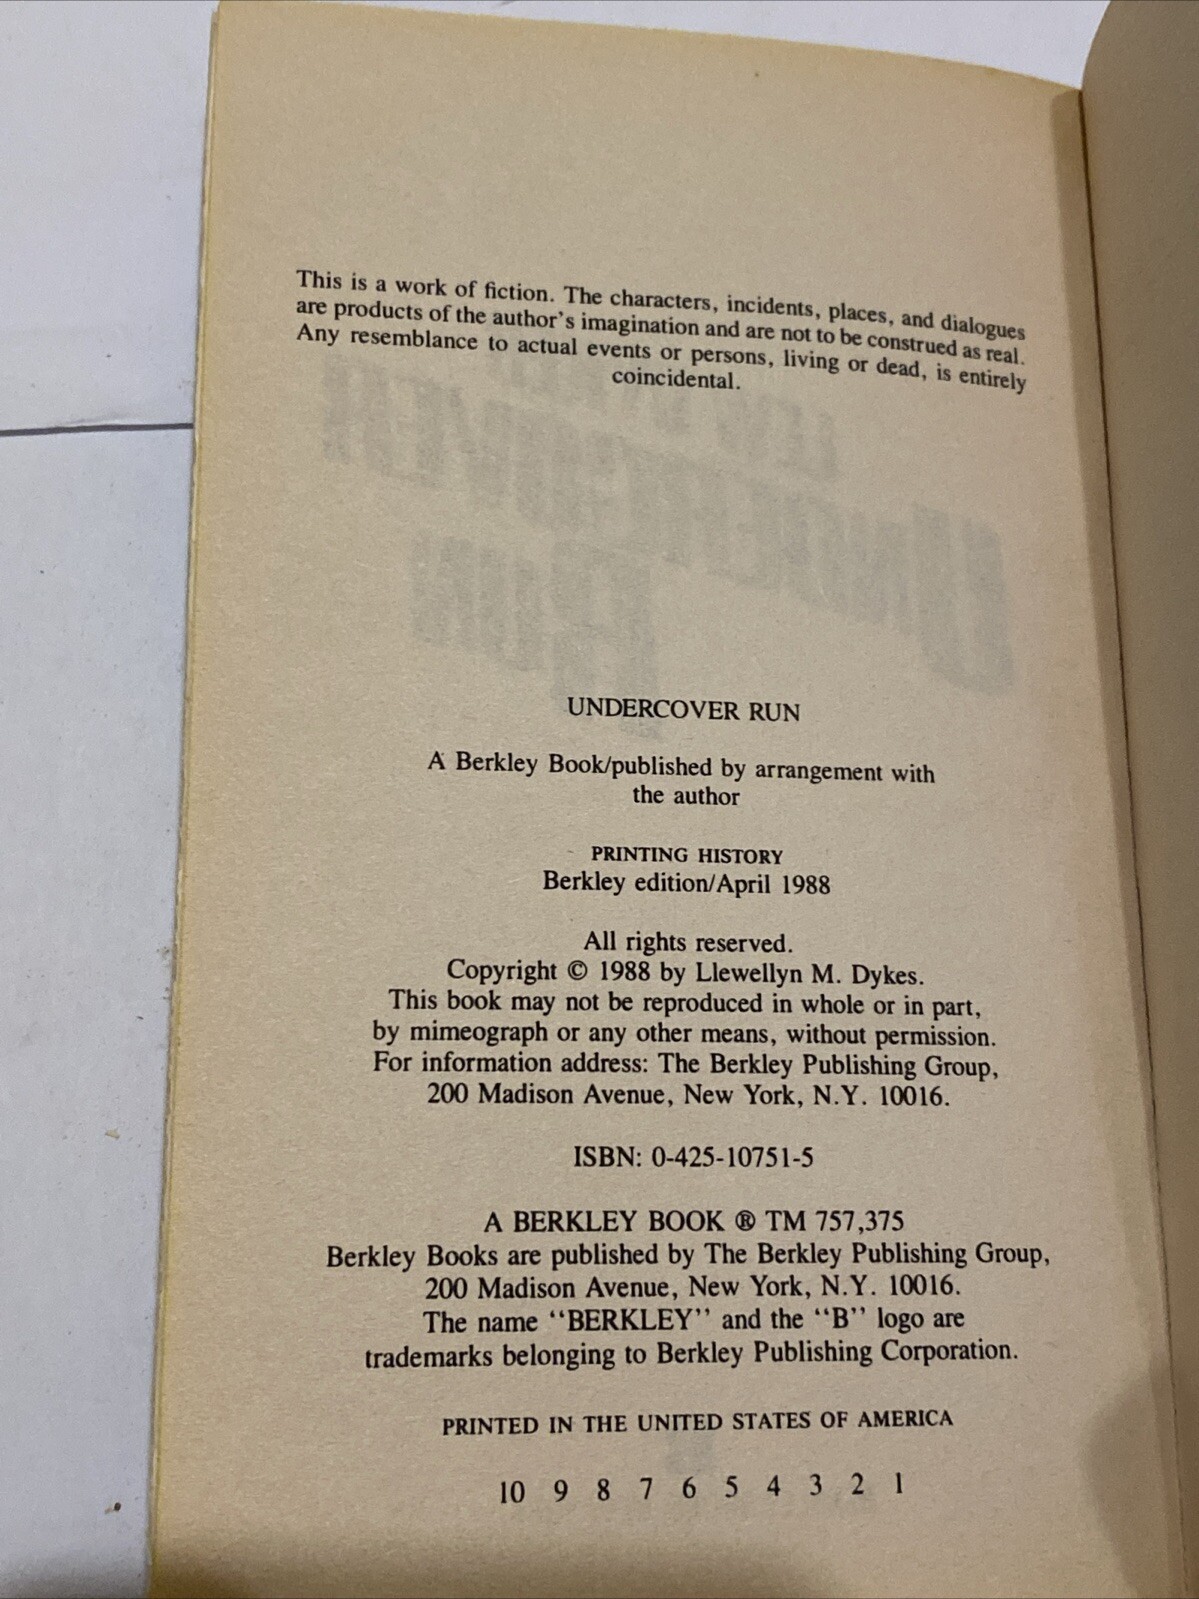 This is a work of fiction. The characters, incidents, places, and dialogues
are products of the author's imagination and are not to be construed as real.
Any resemblance to actual events or persons, living or dead, is entirely
coincidental.
UNDERCOVER RUN
A Berkley Book/published by arrangement with
the author
PRINTING HISTORY
Berkley edition/April 1988
All rights reserved.
Copyright © 1988 by Llewellyn M. Dykes.
This book may not be reproduced in whole or in part,
by mimeograph or any other means, without permission.
For information address: The Berkley Publishing Group,
200 Madison Avenue, New York, N.Y. 10016.
ISBN: 0-425-10751-5
A BERKLEY BOOK ® TM 757,375
Berkley Books are published by The Berkley Publishing Group,
200 Madison Avenue, New York, N.Y. 10016.
The name "BERKLEY" and the "B" logo are
trademarks belonging to Berkley Publishing Corporation.
PRINTED IN THE UNITED STATES OF AMERICA
10 9 8 7 6 5 4 3 2 1